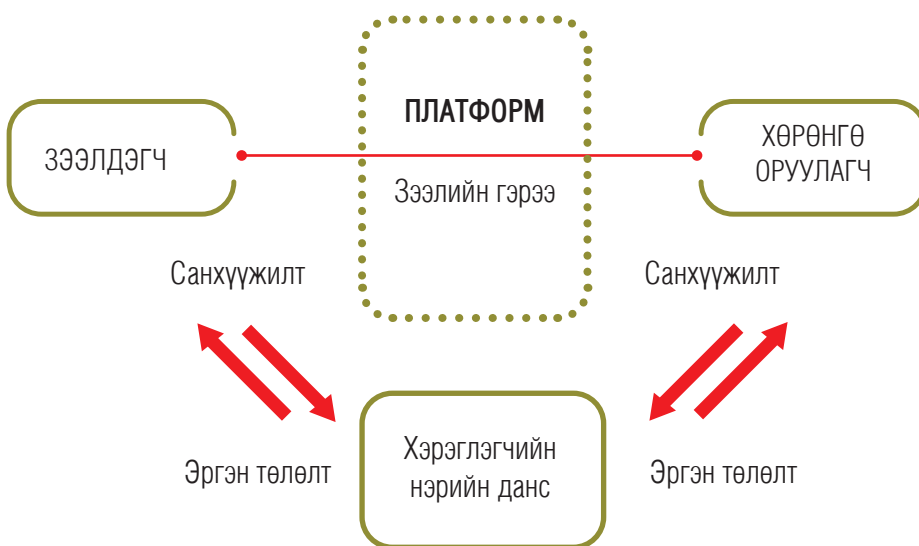 ПЛАТФОРМ
ЗЭЭЛДЭГЧ
ХӨРӨНГӨ
ОРУУЛАГЧ
Зээлийн гэрээ
Санхүүжилт
Санхүүжилт
Эргэн төлөлт
Хэрэглэгчийн
нэрийн данс
Эргэн төлөлт